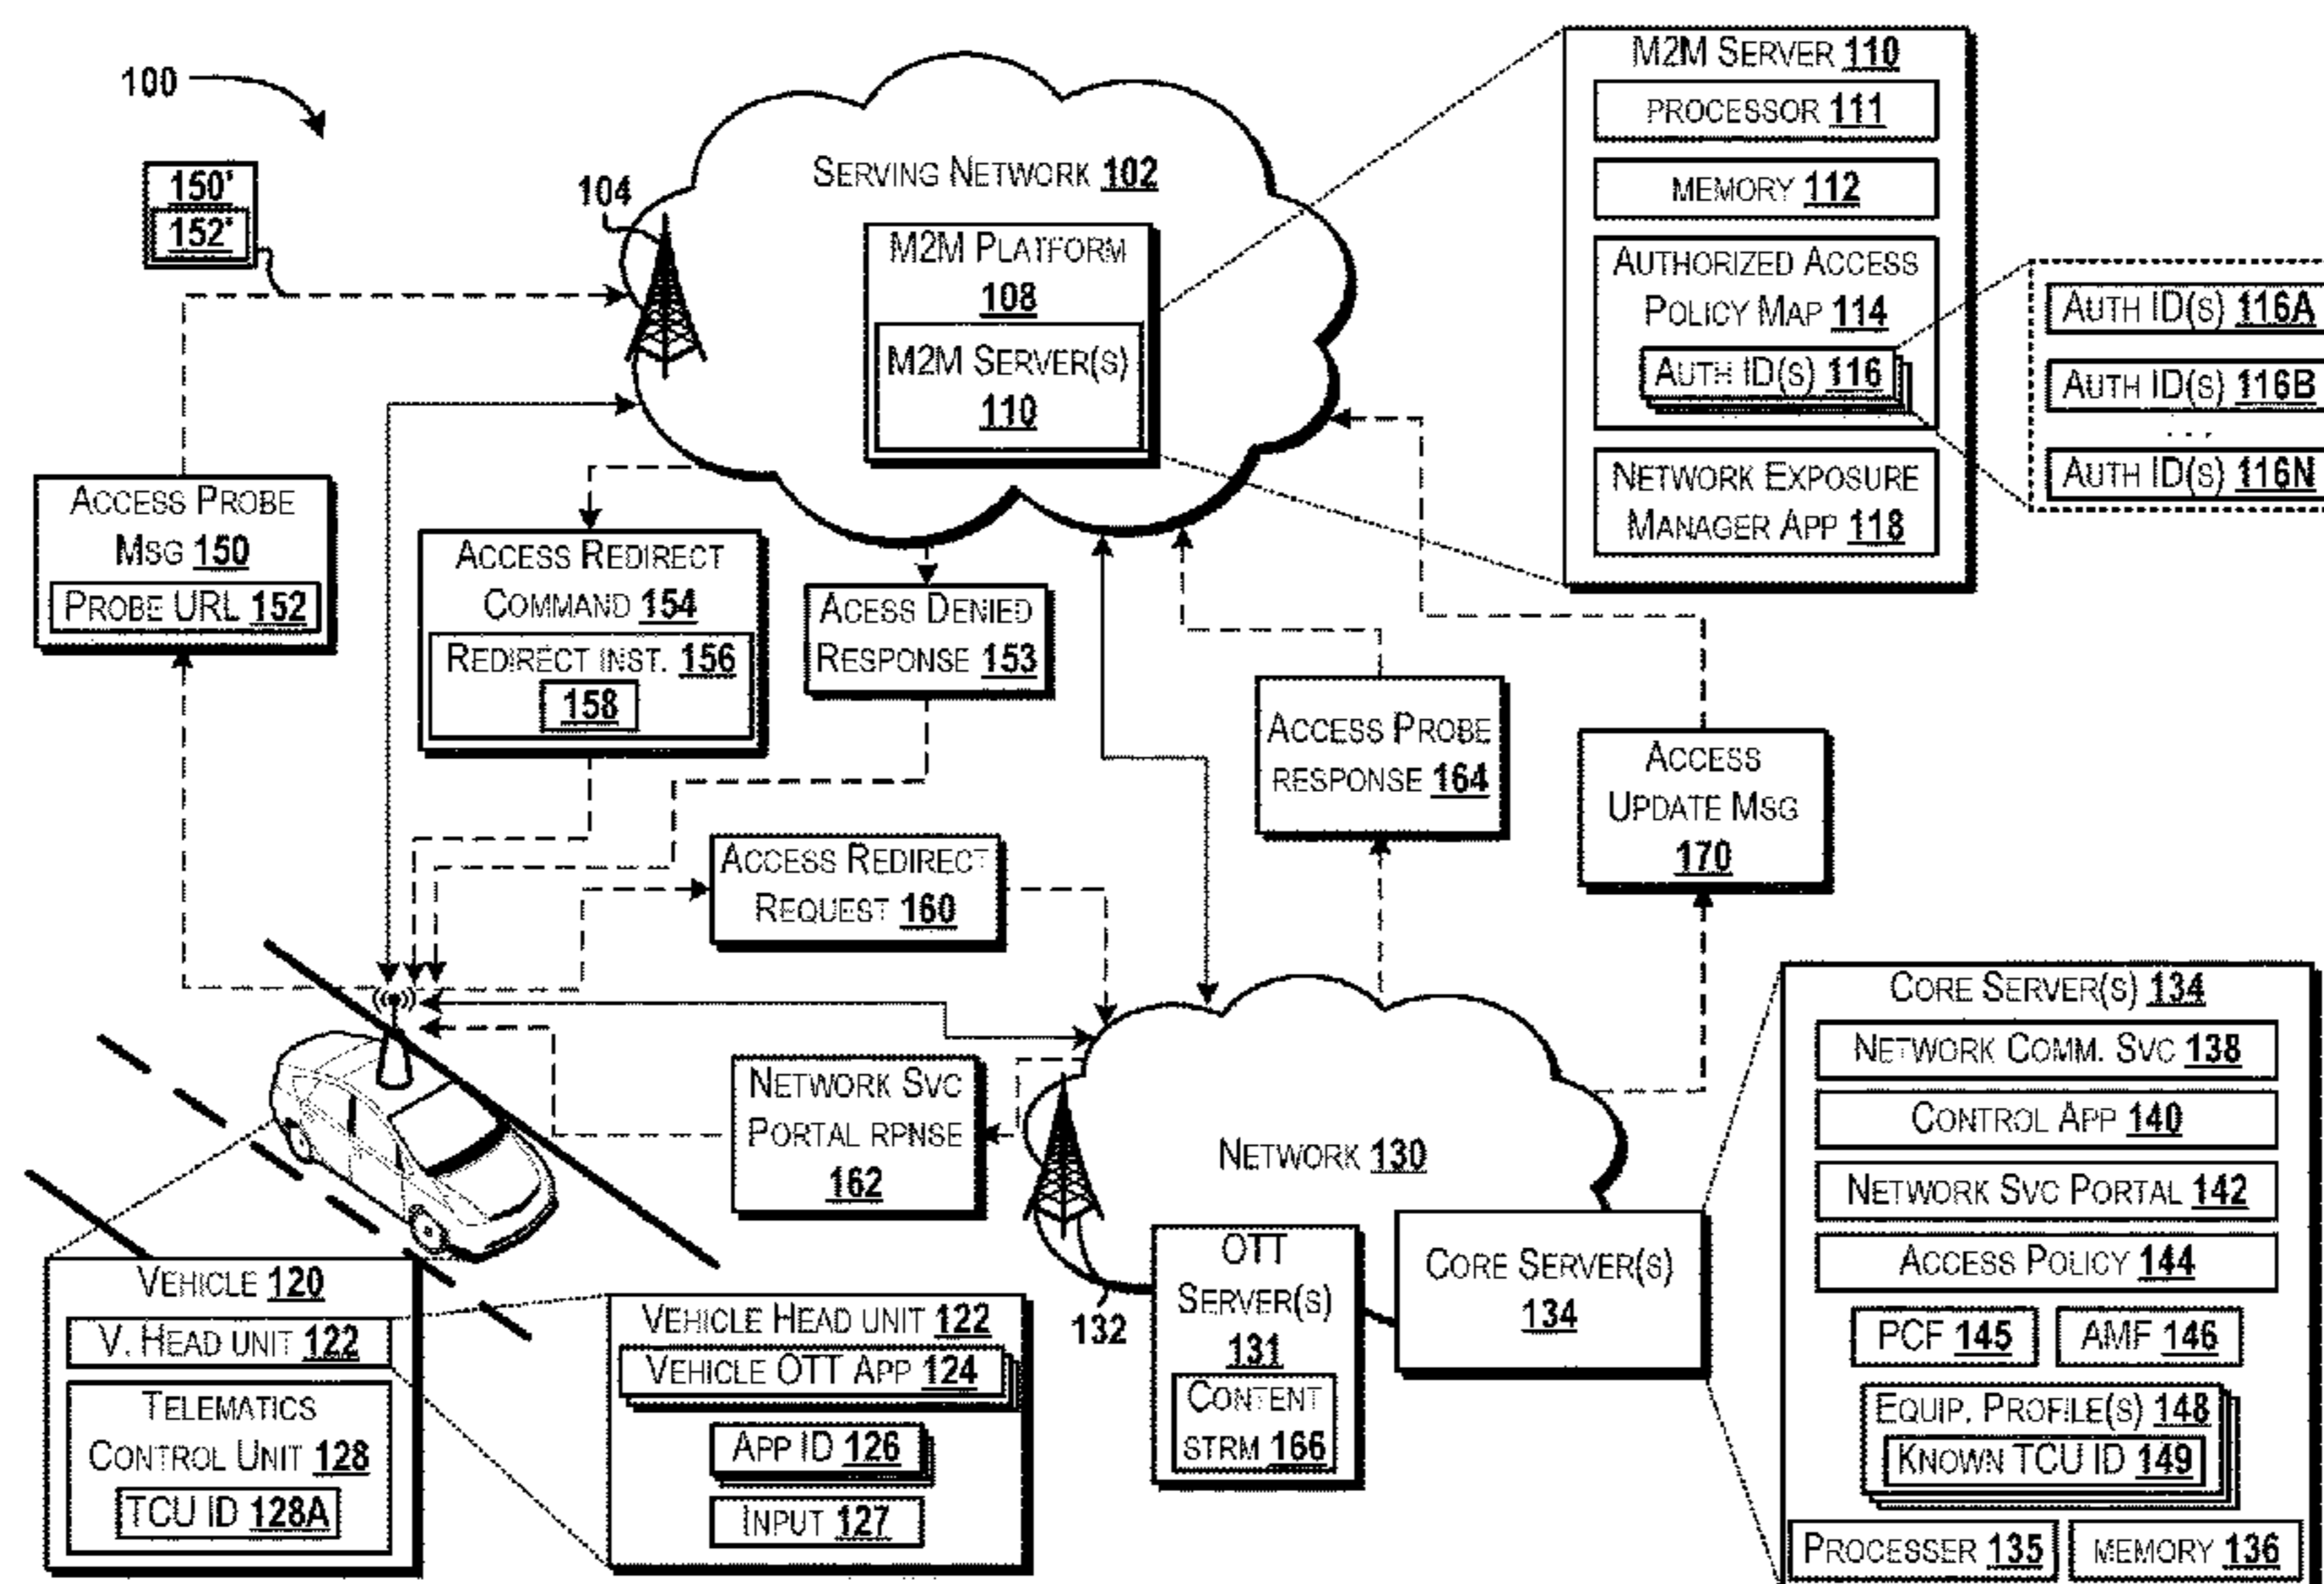 100
150'
152'
104
SERVING NETWORK 102
M2M PLATFORM
108
M2M SERVER(S)
110
M2M SERVER 110
PROCESSOR 111
MEMORY 112
AUTHORIZED ACCESS
POLICY MAP 114
AUTH ID(S) 116
NETWORK EXPOSURE
MANAGER APP 118
AUTH ID(S) 116A
AUTH ID(S) 116B
. . .
AUTH ID(S) 116N
ACCESS PROBE
MSG 150
PROBE URL 152
ACCESS REDIRECT
COMMAND 154
REDIRECT INST. 156
158
ACESS DENIED
RESPONSE 153
ACCESS PROBE
RESPONSE 164
ACCESS
UPDATE MSG
170
ACCESS REDIRECT
REQUEST 160
NETWORK SVC
PORTAL RPNSE
162
NETWORK 130
132
OTT
SERVER(S)
131
CONTENT
STRM 166
CORE SERVER(S)
134
CORE SERVER(S) 134
NETWORK COMM. SVC 138
CONTROL APP 140
NETWORK SVC PORTAL 142
ACCESS POLICY 144
PCF 145
AMF 146
EQUIP. PROFILE(S) 148
KNOWN TCU ID 149
PROCESSER 135
MEMORY 136
VEHICLE 120
V. HEAD UNIT 122
TELEMATICS
CONTROL UNIT 128
TCU ID 128A
VEHICLE HEAD UNIT 122
VEHICLE OTT APP 124
APP ID 126
INPUT 127